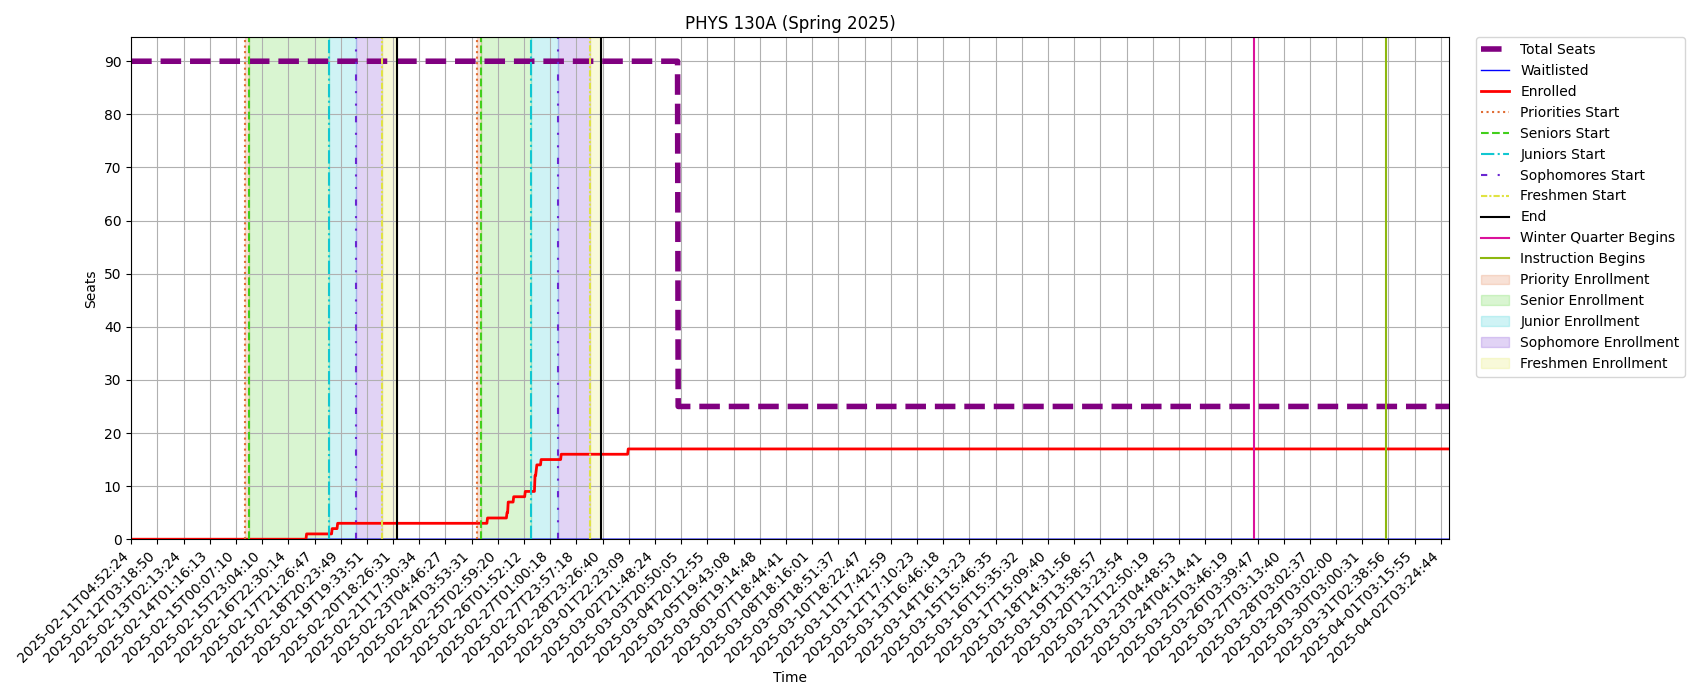 PHYS 130A (Spring 2025)
Seats
90
80
70
60
50
40
30
20
10
0
2025-02-11T04:52:24
2025-02-12T03:18:50
2025-02-13T02:13:24
2025-02-14T01:16:13
2025-02-15T00:07:10
2025-02-15T23:04:10
2025-02-16T22:30:14
2025-02-17T21:26:47
2025-02-18T20:23:49
2025-02-19T19:33:51
2025-02-20T18:26:31
2025-02-21T17:30:34
2025-02-23T04:46:27
2025-02-24T03:53:31
2025-02-25T02:59:20
2025-02-26T01:52:12
2025-02-27T01:00:18
2025-02-27T23:57:18
2025-02-28T23:26:40
2025-03-01T22:23:09
2025-03-02T21:48:24
2025-03-03T20:50:05
2025-03-04T20:12:55
2025-03-05T19:43:08
2025-03-06T19:14:48
2025-03-07T18:44:41
2025-03-08T18:16:01
2025-03-09T18:51:37
2025-03-10T18:22:47
2025-03-11T17:42:59
2025-03-12T17:10:23
2025-03-13T16:46:18
2025-03-14T16:13:23
2025-03-15T15:46:35
2025-03-16T15:35:32
2025-03-17T15:09:40
2025-03-18T14:31:56
2025-03-19T13:58:57
2025-03-20T13:23:54
2025-03-21T12:50:19
2025-03-23T04:48:53
2025-03-24T04:14:41
2025-03-25T03:46:19
2025-03-26T03:39:47
2025-03-27T03:13:40
2025-03-28T03:02:37
2025-03-29T03:02:00
2025-03-30T03:00:31
2025-03-31T02:38:56
2025-04-01T03:15:55
2025-04-02T03:24:44
Time
Total Seats
Waitlisted
Enrolled
Priorities Start
Seniors Start
Juniors Start
Sophomores Start
Freshmen Start
End
Winter Quarter Begins
Instruction Begins
Priority Enrollment
Senior Enrollment
Junior Enrollment
Sophomore Enrollment
Freshmen Enrollment